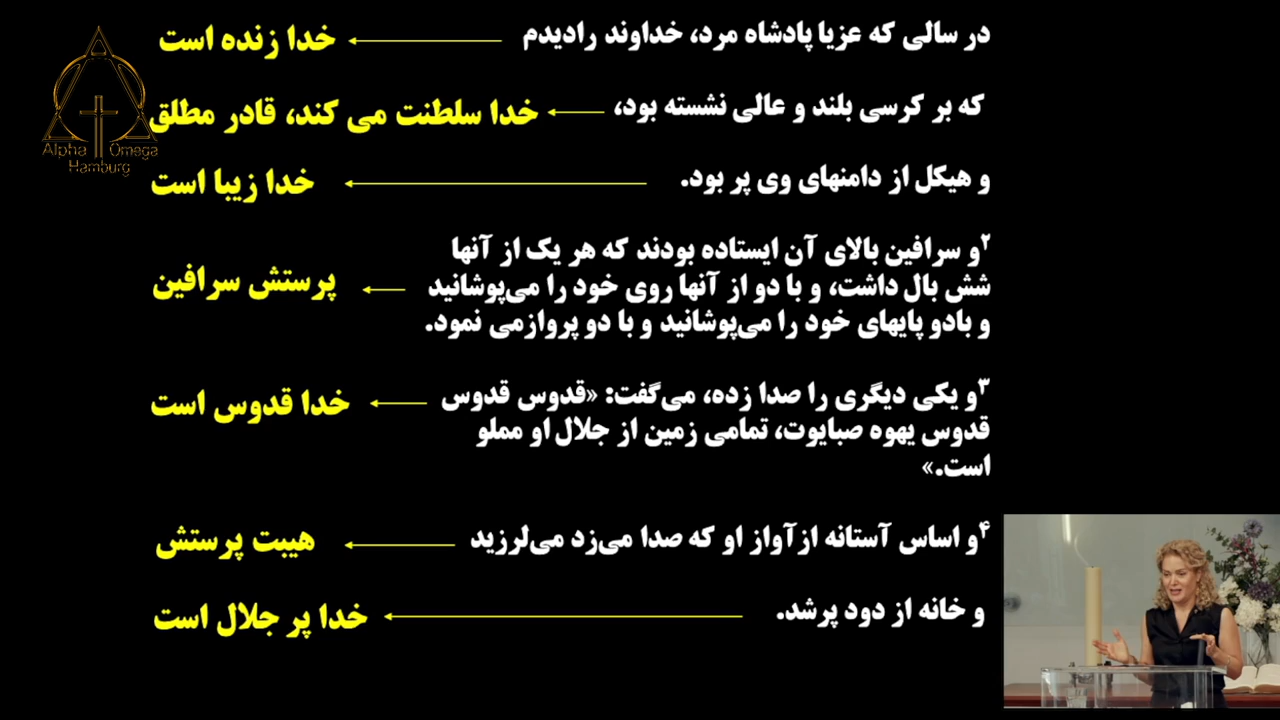 در سالی که عزیا پادشاه مرد، خداوند رادیدم
خدا زنده است
که بر کرسی بلند و عالی نشسته بود،
خدا سلطنت می کند، قادر مطلق
و هیکل از دامنهای وی پر بود.
خدا زیبا است
۲و سرافین بالای آن ایستاده بودند که هر یک از آنها
شش بال داشت، و با دو از آنها روی خود را می‌پوشانید
و بادو پایهای خود را می‌پوشانید و با دو پروازمی نمود.
پرستش سرافین
۳و یکی دیگری را صدا زده، می‌گفت: «قدوس قدوس
قدوس یهوه صبایوت، تمامی زمین از جلال او مملو
است.»
خدا قدوس است
۴و اساس آستانه ازآواز او که صدا می‌زد می‌لرزید
هیبت پرستش
و خانه از دود پرشد.
خدا پر جلال است
Alpha Omega
Hamburg